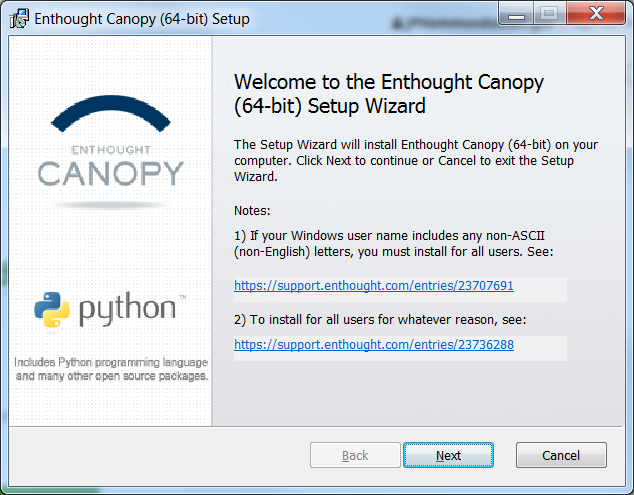 Enthought Canopy (64-bit) Setup
ENTHOUGHT
CANOPY
python™
Includes Python programming language
and many other open source packages.
Welcome to the Enthought Canopy
(64-bit) Setup Wizard
The Setup Wizard will install Enthought Canopy (64-bit) on your
computer. Click Next to continue or Cancel to exit the Setup
Wizard.
Notes:
1) If your Windows user name includes any non-ASCII
(non-English) letters, you must install for all users. See:
https://support.enthought.com/entries/23707691
2) To install for all users for whatever reason, see:
https://support.enthought.com/entries/23736288
Back
Next
Cancel